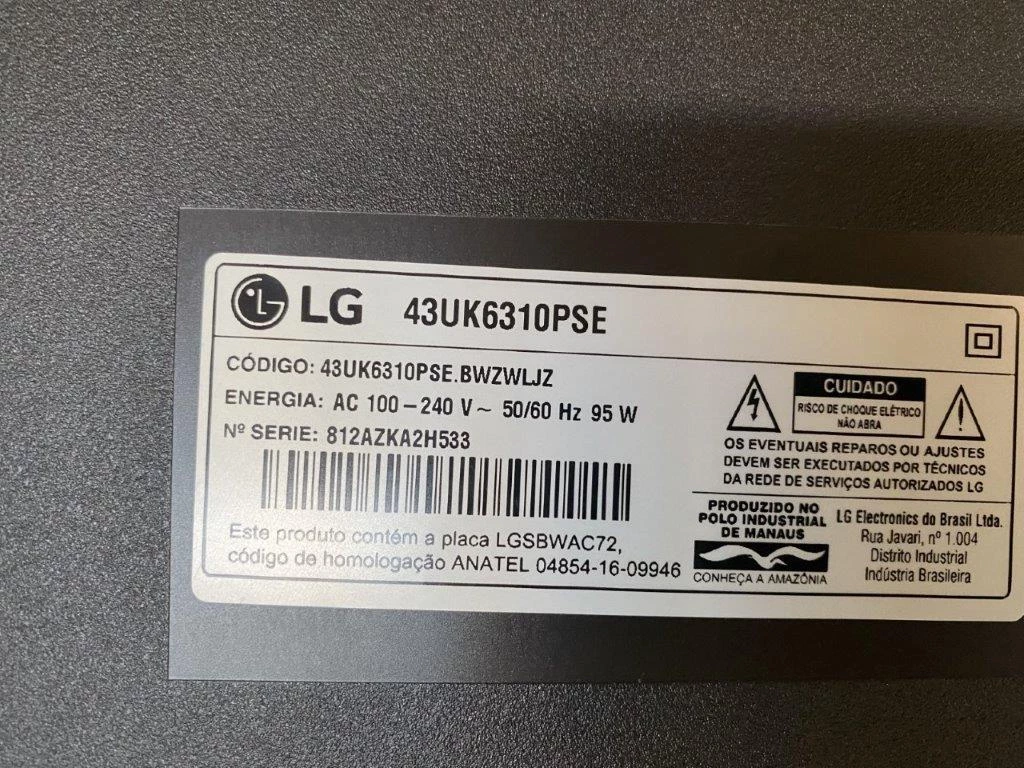 LG 43UK6310PSE
CÓDIGO: 43UK6310PSE.BWZWLJZ
ENERGIA: AC 100-240 V~ 50/60 Hz 95 W
Nº SERIE: 812AZKA2H533
Este produto contém a placa LGSBWAC72,
código de homologação ANATEL 04854-16-09946
CUIDADO
RISCO DE CHOQUE ELÉTRICO
NÃO ABRA
OS EVENTUAIS REPAROS OU AJUSTES
DEVEM SER EXECUTADOS POR TÉCNICOS
DA REDE DE SERVIÇOS AUTORIZADOS LG
PRODUZIDO NO
POLO INDUSTRIAL
DE MANAUS
CONHEÇA A AMAZÔNIA
LG Electronics do Brasil Ltda.
Rua Javari, nº 1.004
Distrito Industrial
Indústria Brasileira